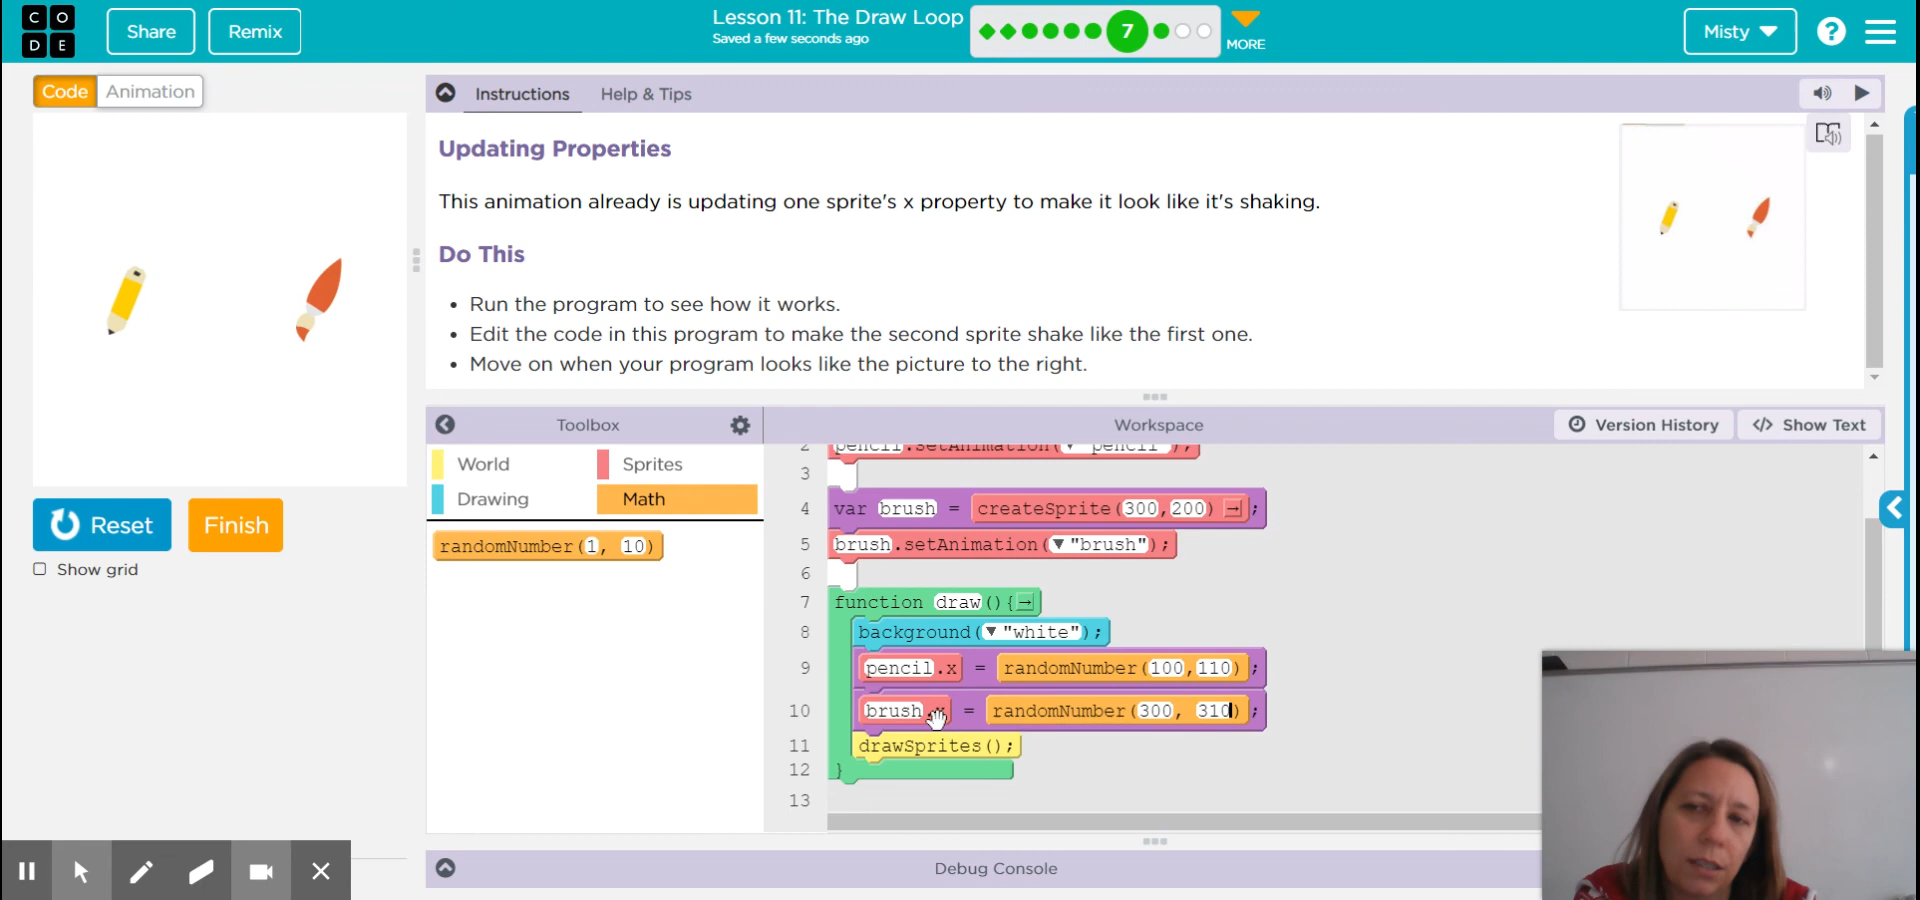 C O
D E
Share
Remix
Lesson 11: The Draw Loop
Saved a few seconds ago
7
MORE
Misty
?
Code
Animation
Instructions
Help & Tips
Updating Properties
This animation already is updating one sprite's x property to make it look like it's shaking.
Do This
• Run the program to see how it works.
• Edit the code in this program to make the second sprite shake like the first one.
• Move on when your program looks like the picture to the right.
Reset
Finish
Show grid
Toolbox
Workspace
Version History
</> Show Text
World
Sprites
Drawing
Math
randomNumber(1, 10)
2 pencil.setAnimation("pencil");
3
4 var brush = createSprite(300,200) → ;
5 brush.setAnimation(▼"brush");
6
7 function draw(){→
8 background(▼"white");
9 pencil.x = randomNumber(100,110);
10 brush.x = randomNumber(300, 310);
11 drawSprites();
12 }
13
Debug Console